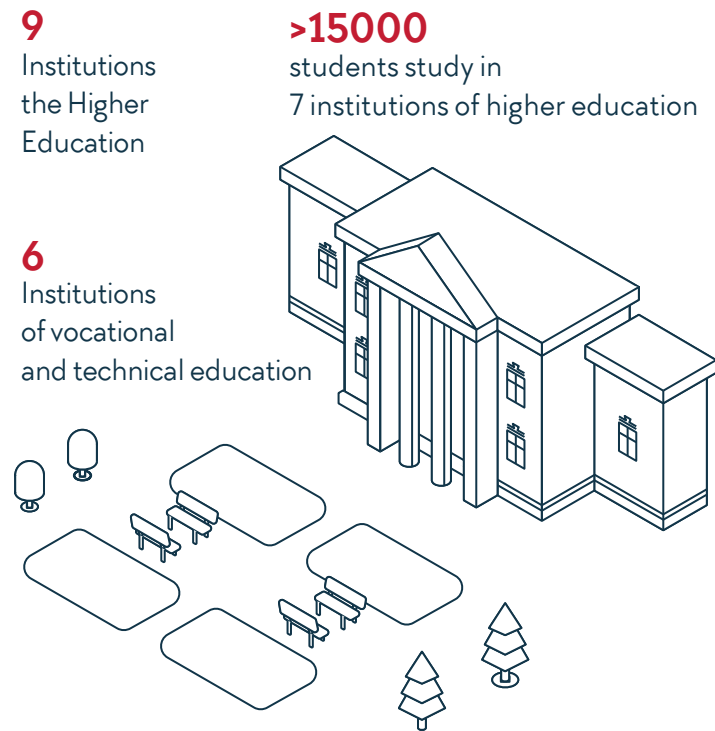 9
Institutions
the Higher
Education
>15000
students study in
7 institutions of higher education
6
Institutions
of vocational
and technical education